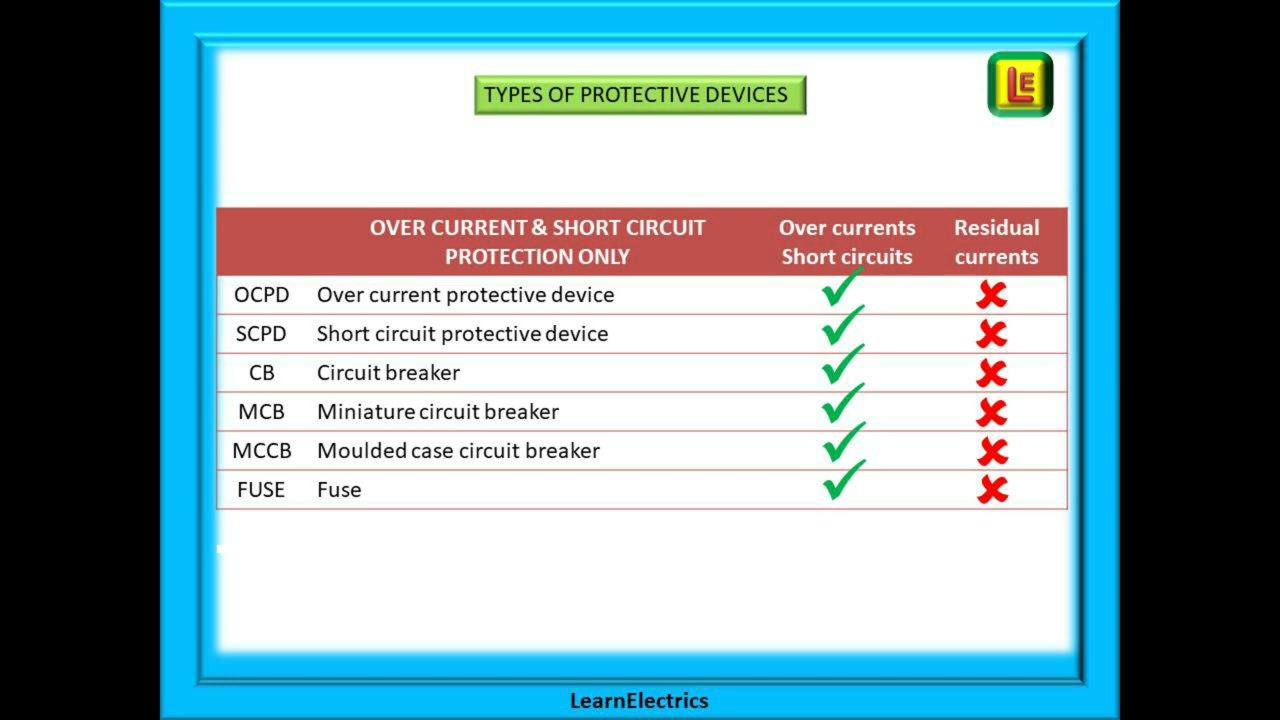 TYPES OF PROTECTIVE DEVICES
LE
OVER CURRENT & SHORT CIRCUIT
PROTECTION ONLY
Over currents
Short circuits
Residual
currents
OCPD Over current protective device
SCPD Short circuit protective device
CB Circuit breaker
MCB Miniature circuit breaker
MCCB Moulded case circuit breaker
FUSE Fuse
LearnElectrics